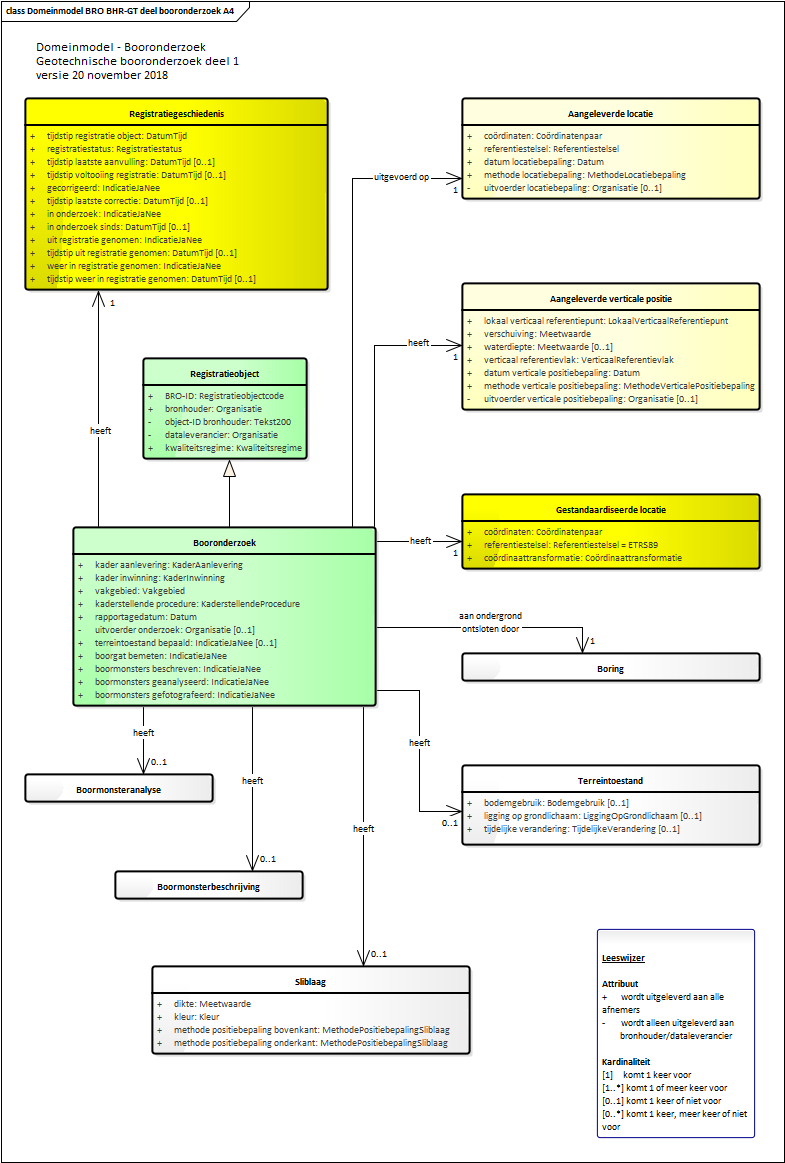 class Domeinmodel BRO BHR-GT deel booronderzoek A4
Domeinmodel - Booronderzoek
Geotechnische booronderzoek deel 1
versie 20 november 2018
Registratiegeschiedenis
+ tijdstip registratie object: DatumTijd
+ registratiestatus: Registratiestatus
+ tijdstip laatste aanvulling: DatumTijd [0..1]
+ tijdstip voltooiing registratie: DatumTijd [0..1]
+ gecorrigeerd: IndicatieJaNee
+ tijdstip laatste correctie: DatumTijd [0..1]
+ in onderzoek: IndicatieJaNee
+ in onderzoek sinds: DatumTijd [0..1]
+ uit registratie genomen: IndicatieJaNee
+ tijdstip uit registratie genomen: DatumTijd [0..1]
+ weer in registratie genomen: IndicatieJaNee
+ tijdstip weer in registratie genomen: DatumTijd [0..1]
Aangeleverde locatie
+ coördinaten: Coördinatenpaar
+ referentiestelsel: Referentiestelsel
+ datum locatiebepaling: Datum
+ methode locatiebepaling: MethodeLocatiebepaling
- uitvoerder locatiebepaling: Organisatie [0..1]
uitgevoerd op
1
Aangeleverde verticale positie
+ lokaal verticaal referentiepunt: LokaalVerticaalReferentiepunt
+ verschuiving: Meetwaarde
+ waterdiepte: Meetwaarde [0..1]
+ verticaal referentievlak: VerticaalReferentievlak
+ datum verticale positiebepaling: Datum
+ methode verticale positiebepaling: MethodeVerticalePositiebepaling
- uitvoerder verticale positiebepaling: Organisatie [0..1]
heeft
1
1
heeft
Registratieobject
+ BRO-ID: Registratieobjectcode
+ bronhouder: Organisatie
- object-ID bronhouder: Tekst200
- dataleverancier: Organisatie
+ kwaliteitsregime: Kwaliteitsregime
Gestandaardiseerde locatie
+ coördinaten: Coördinatenpaar
+ referentiestelsel: Referentiestelsel = ETRS89
+ coördinaattransformatie: Coördinaattransformatie
heeft
1
Booronderzoek
+ kader aanlevering: KaderAanlevering
+ kader inwinning: KaderInwinning
+ vakgebied: Vakgebied
+ kaderstellende procedure: KaderstellendeProcedure
+ rapportagedatum: Datum
- uitvoerder onderzoek: Organisatie [0..1]
+ terreintoestand bepaald: IndicatieJaNee [0..1]
+ boorgat bemeten: IndicatieJaNee
+ boormonsters beschreven: IndicatieJaNee
+ boormonsters geanalyseerd: IndicatieJaNee
+ boormonsters gefotografeerd: IndicatieJaNee
aan ondergrond
ontsloten door
1
Boring
heeft
0..1
Terreintoestand
+ bodemgebruik: Bodemgebruik [0..1]
+ ligging op grondlichaam: LiggingOpGrondlichaam [0..1]
+ tijdelijke verandering: TijdelijkeVerandering [0..1]
heeft
0..1
Boormonsteranalyse
heeft
0..1
Boormonsterbeschrijving
heeft
0..1
Sliblaag
+ dikte: Meetwaarde
+ kleur: Kleur
+ methode positiebepaling bovenkant: MethodePositiebepalingSliblaag
+ methode positiebepaling onderkant: MethodePositiebepalingSliblaag
Leeswijzer
Attribuut
+ wordt uitgeleverd aan alle
afnemers
- wordt alleen uitgeleverd aan
bronhouder/dataleverancier
Kardinaliteit
[1] komt 1 keer voor
[1..*] komt 1 of meer keer voor
[0..1] komt 1 keer of niet voor
[0..*] komt 1 keer, meer keer of niet
voor